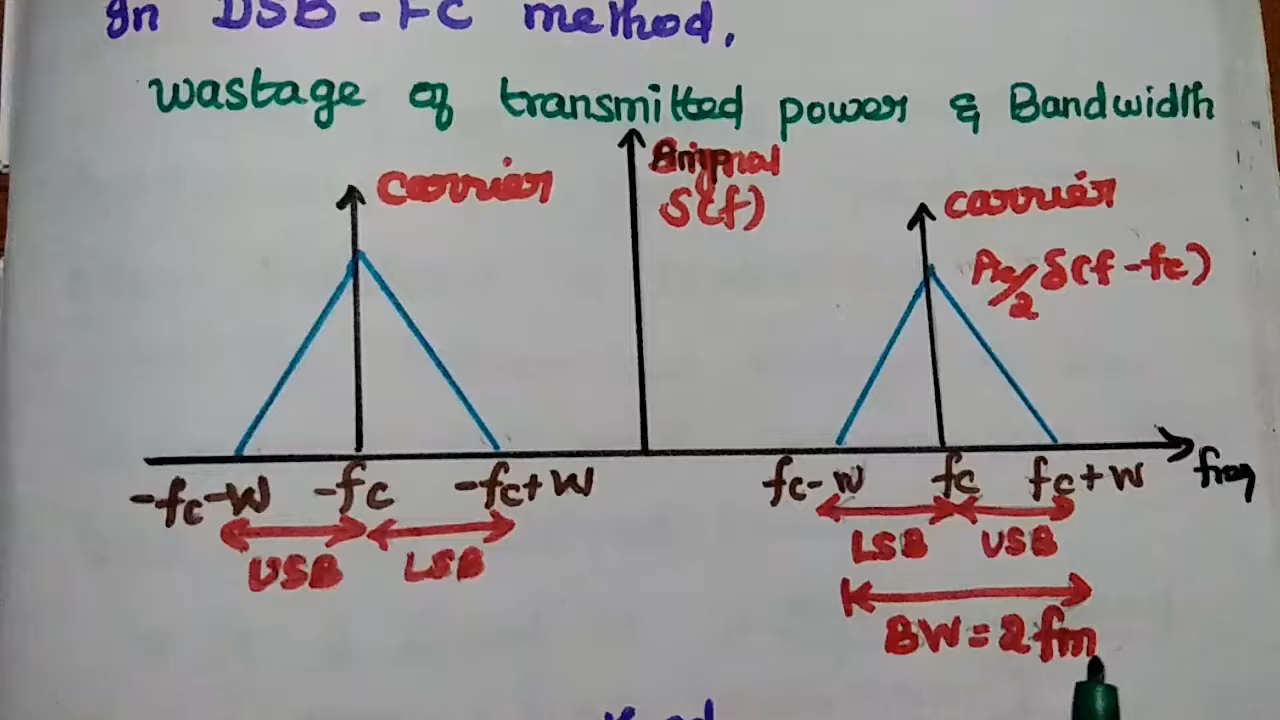 In DSB-FC method,
wastage of transmitted power & Bandwidth
carrier
S(f)
carrier
Ac/2 δ(f-fc)
-fc-W -fc -fc+W fc-W fc fc+W freq
USB LSB LSB USB
BW=2fm